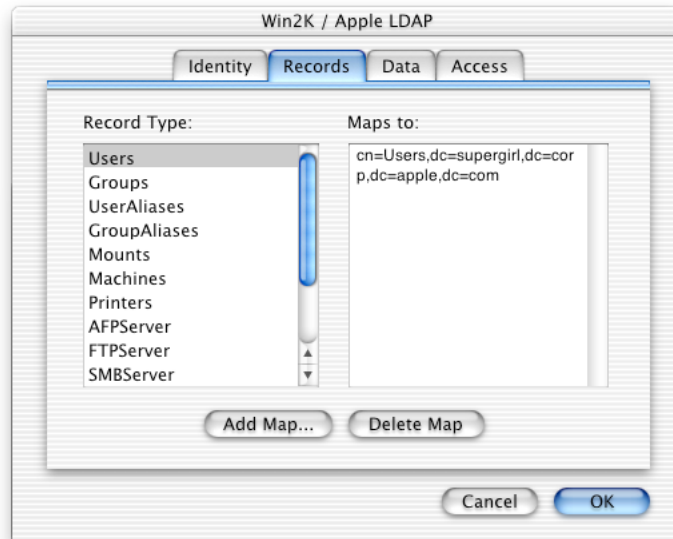 Win2K / Apple LDAP
Identity Records Data Access
Record Type:
Maps to:
Users
Groups
UserAliases
GroupAliases
Mounts
Machines
Printers
AFPServer
FTPServer
SMBServer
cn=Users,dc=supergirl,dc=cor
p,dc=apple,dc=com
Add Map... Delete Map
Cancel OK